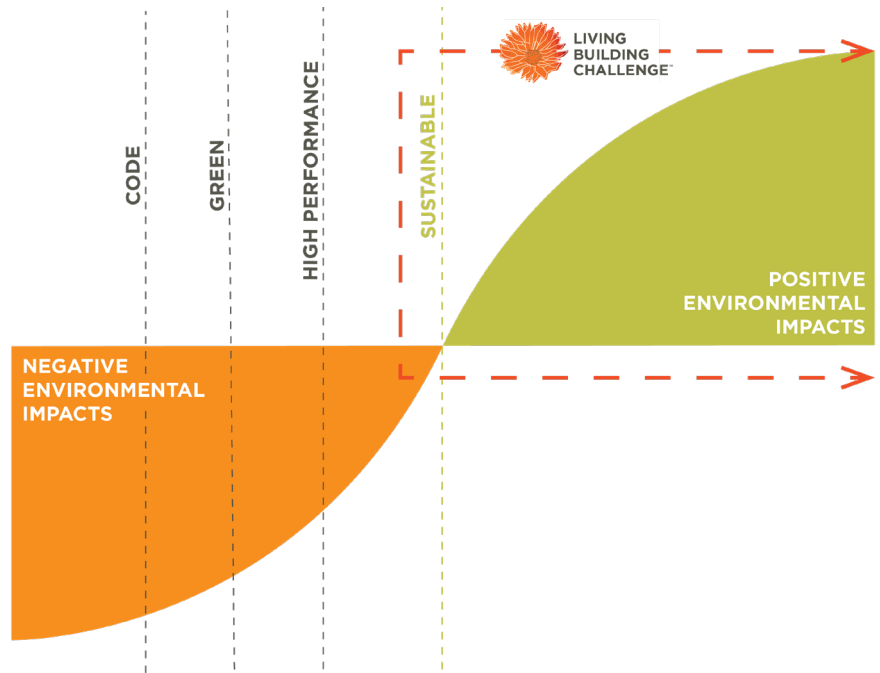 LIVING
BUILDING
CHALLENGE™
CODE
GREEN
HIGH PERFORMANCE
SUSTAINABLE
POSITIVE
ENVIRONMENTAL
IMPACTS
NEGATIVE
ENVIRONMENTAL
IMPACTS